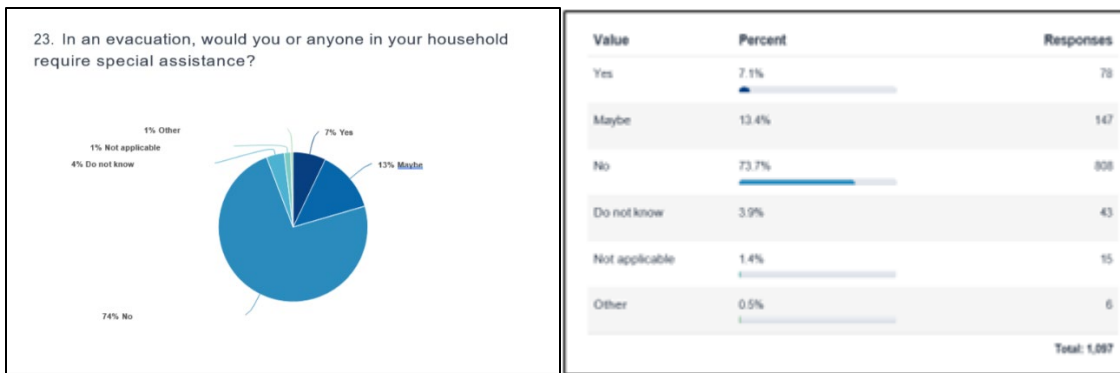 23. In an evacuation, would you or anyone in your household
require special assistance?
1% Other
1% Not applicable
4% Do not know
7% Yes
13% Maybe
74% No
Value Percent Responses
Yes 7.1% 78
Maybe 13.4% 147
No 73.7% 808
Do not know 3.9% 43
Not applicable 1.4% 15
Other 0.5% 6
Total: 1,097